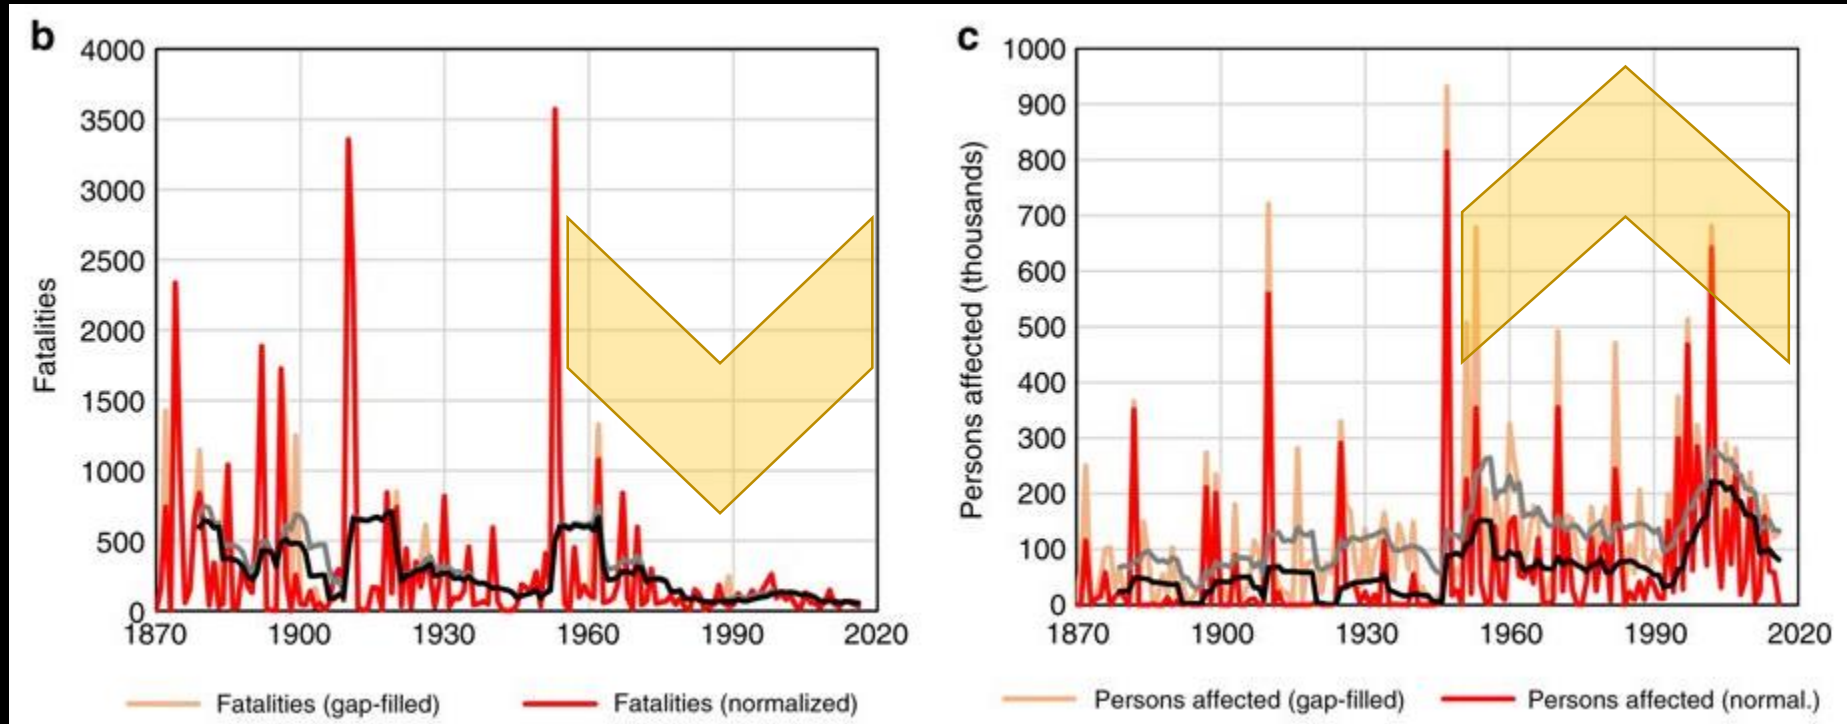 b
4000
3500
3000
2500
2000
1500
1000
500
0
Fatalities
1870 1900 1930 1960 1990 2020
Fatalities (gap-filled) Fatalities (normalized)
c
1000
900
800
700
600
500
400
300
200
100
0
Persons affected (thousands)
1870 1900 1930 1960 1990 2020
Persons affected (gap-filled) Persons affected (normal.)